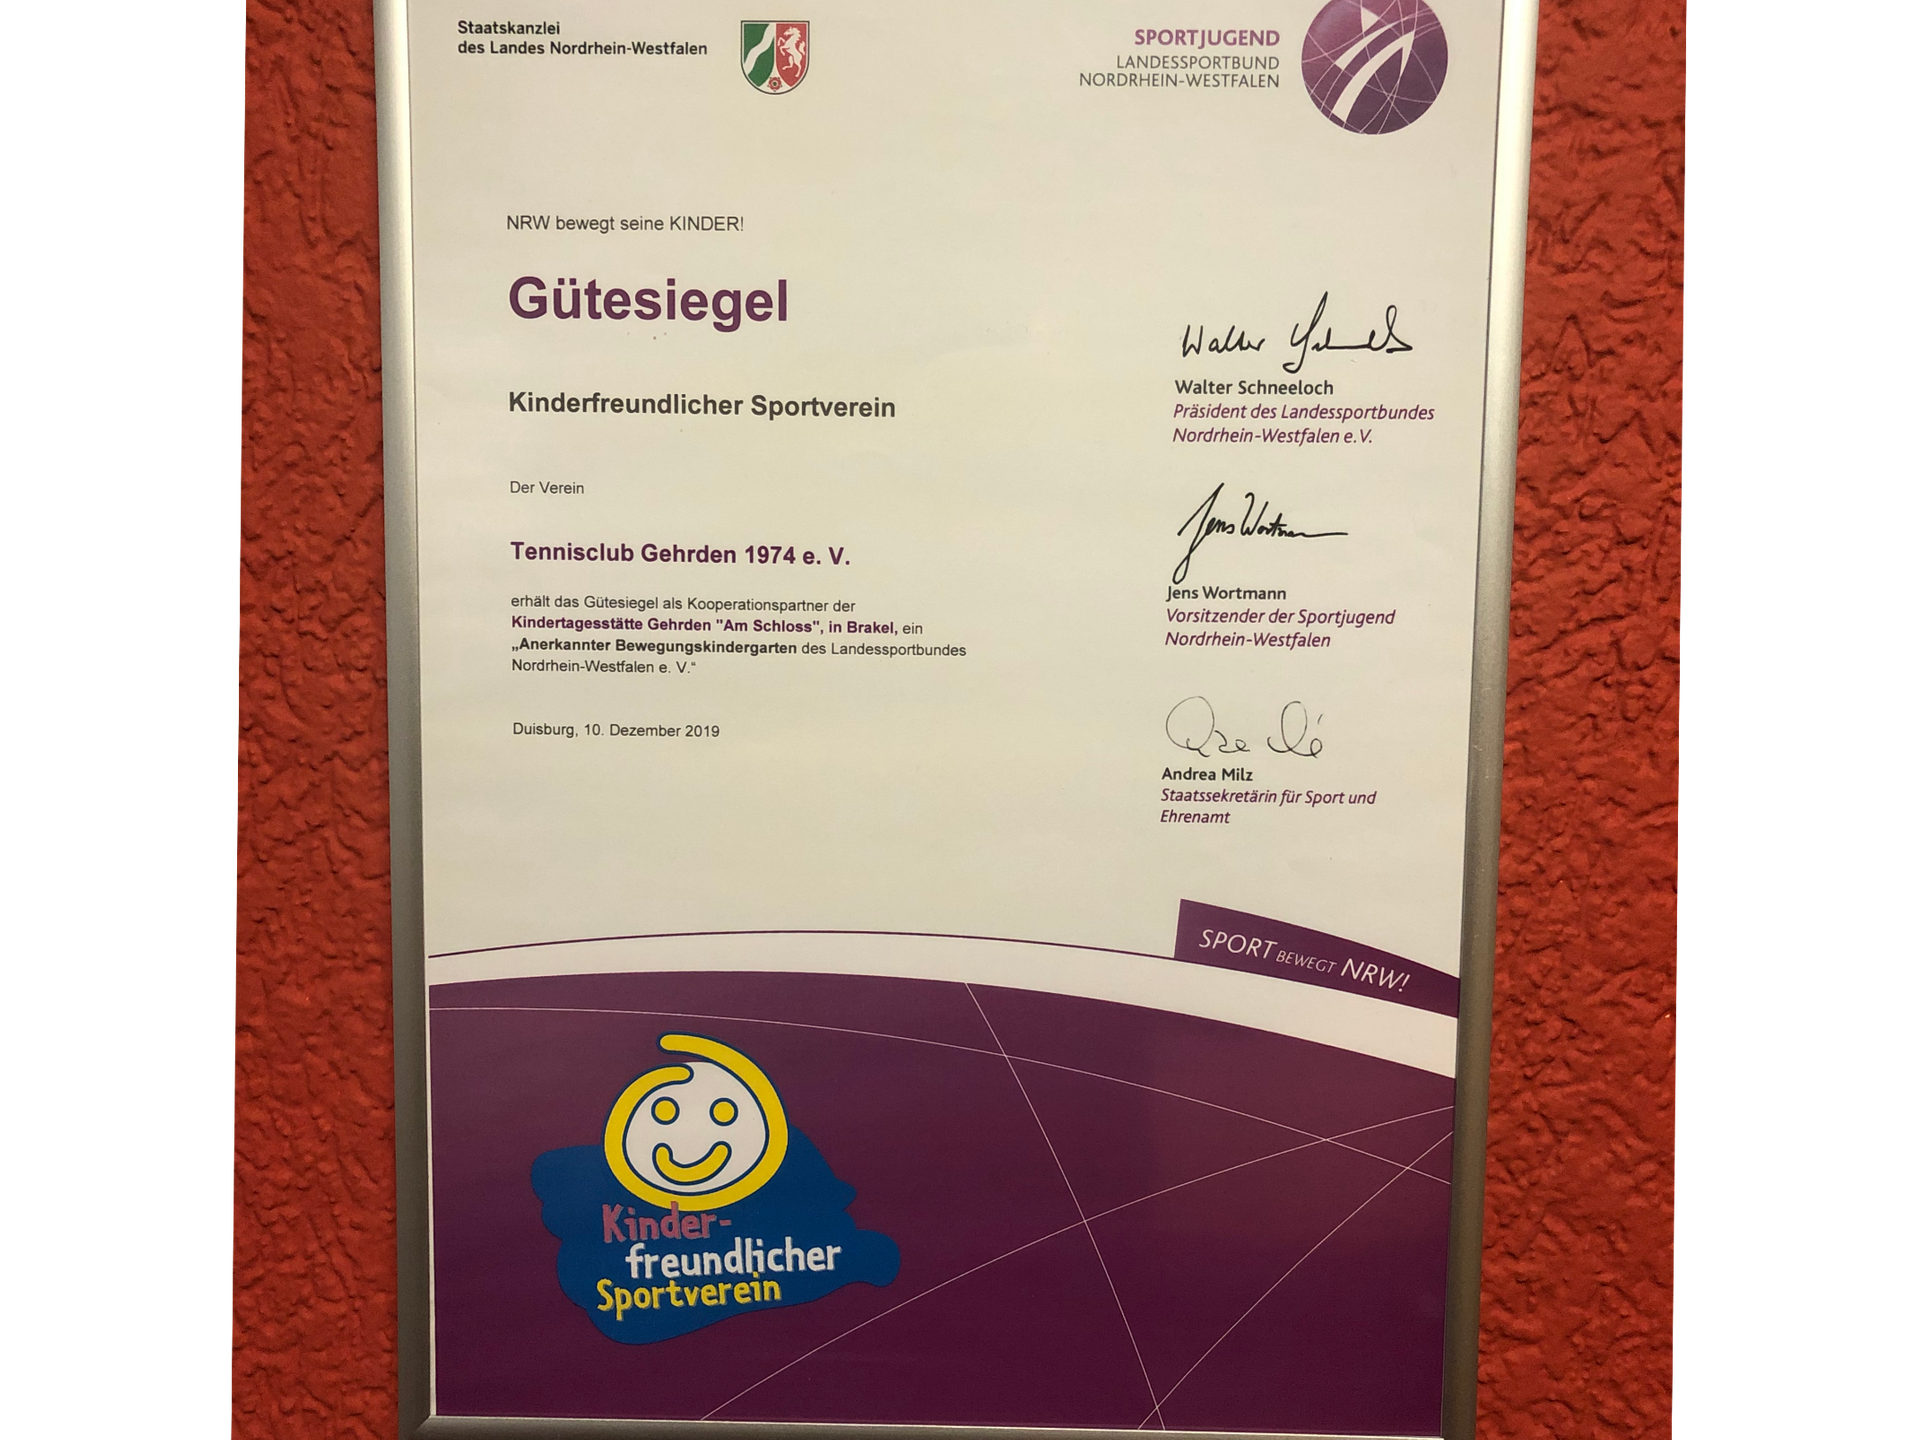 Staatskanzlei
des Landes Nordrhein-Westfalen
SPORTJUGEND
LANDESSPORTBUND
NORDRHEIN-WESTFALEN
NRW bewegt seine KINDER!
Gütesiegel
Kinderfreundlicher Sportverein
Der Verein
Tennisclub Gehrden 1974 e. V.
erhält das Gütesiegel als Kooperationspartner der
Kindertagesstätte Gehrden "Am Schloss", in Brakel, ein
„Anerkannter Bewegungskindergarten des Landessportbundes
Nordrhein-Westfalen e. V.“
Duisburg, 10. Dezember 2019
Walter Schneeloch
Präsident des Landessportbundes
Nordrhein-Westfalen e.V.
Jens Wortmann
Jens Wortmann
Vorsitzender der Sportjugend
Nordrhein-Westfalen
Andrea Milz
Staatssekretärin für Sport und
Ehrenamt
SPORT BEWEGT NRW!
Kinder-
freundlicher
Sportverein